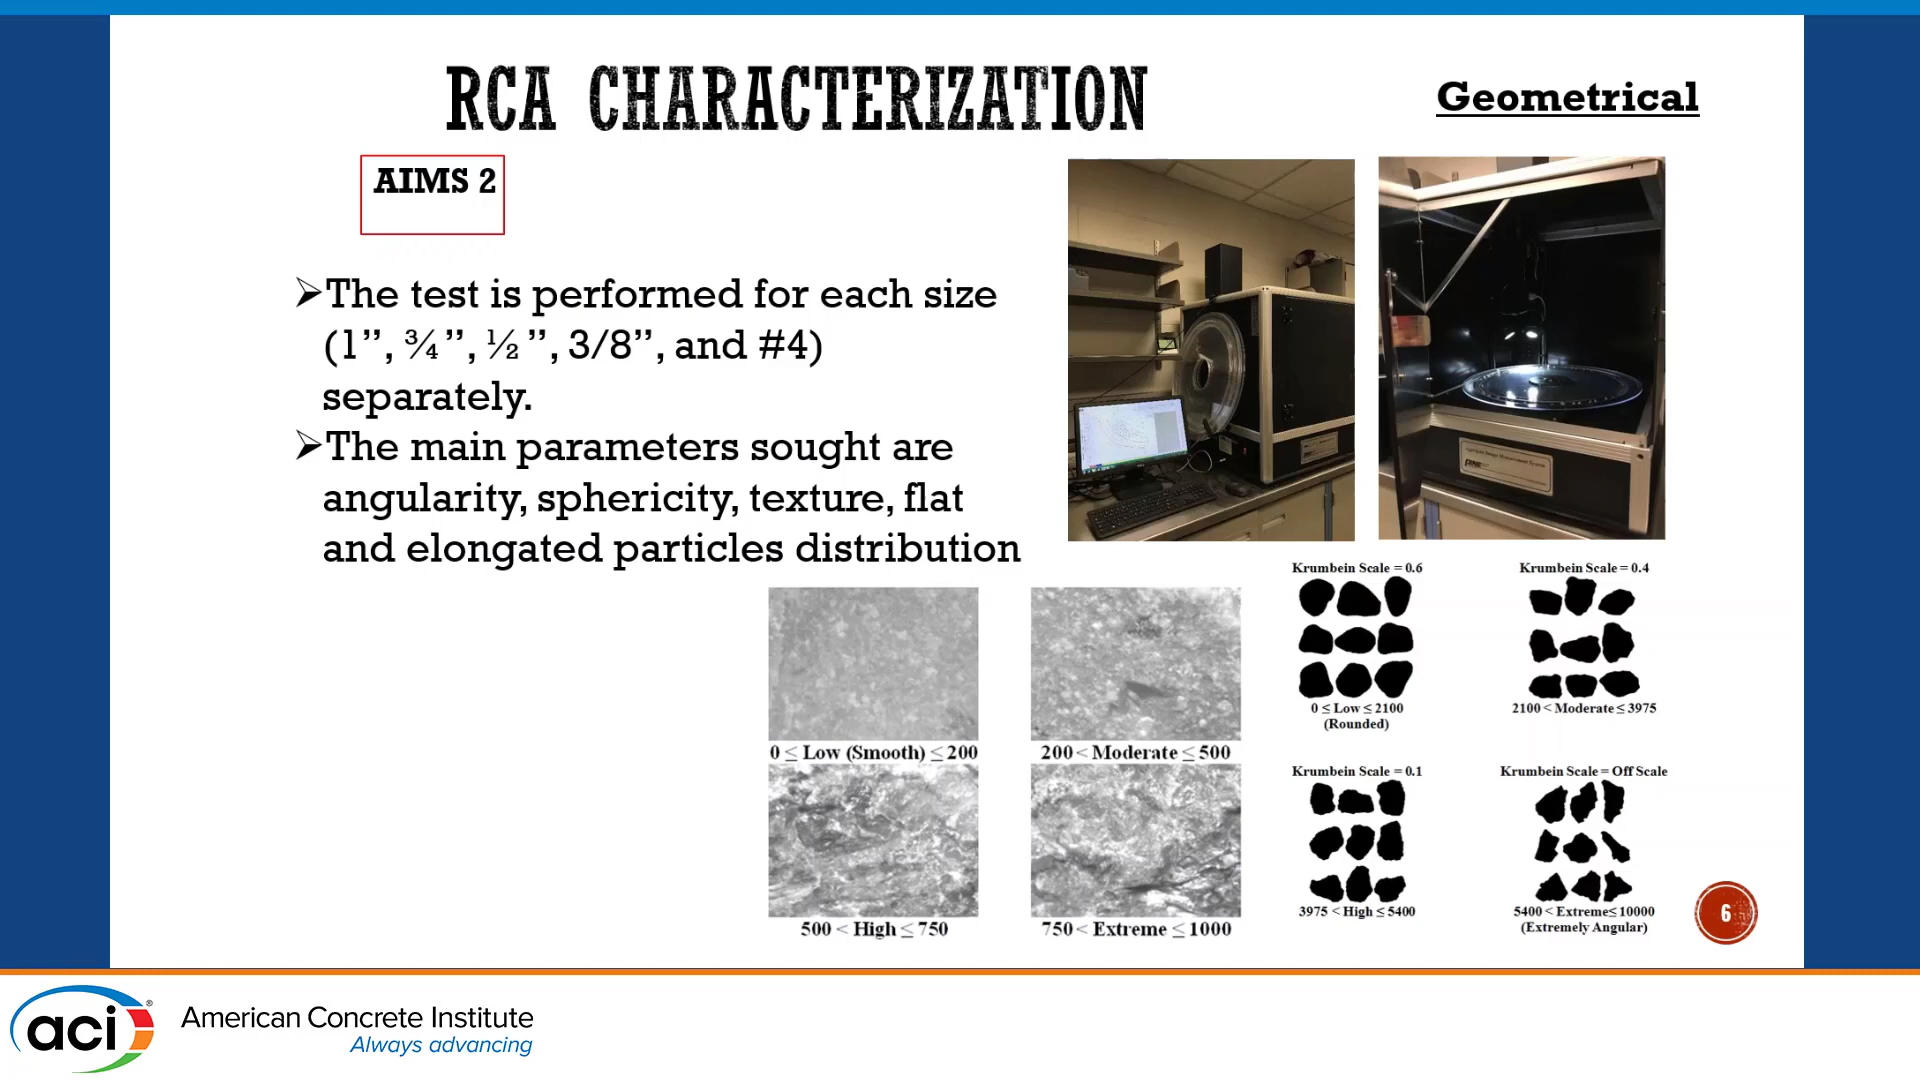 RCA CHARACTERIZATION
Geometrical
AIMS 2
➢The test is performed for each size
(1”, ¾”, ½”, 3/8”, and #4)
separately.
➢The main parameters sought are
angularity, sphericity, texture, flat
and elongated particles distribution
0 ≤ Low (Smooth) ≤ 200
200 < Moderate ≤ 500
500 < High ≤ 750
750 < Extreme ≤ 1000
Krumbein Scale = 0.6
0 ≤ Low ≤ 2100
(Rounded)
Krumbein Scale = 0.4
2100 < Moderate ≤ 3975
Krumbein Scale = 0.1
3975 < High ≤ 5400
Krumbein Scale = Off Scale
5400 < Extreme≤ 10000
(Extremely Angular)
6
aci®
American Concrete Institute
Always advancing